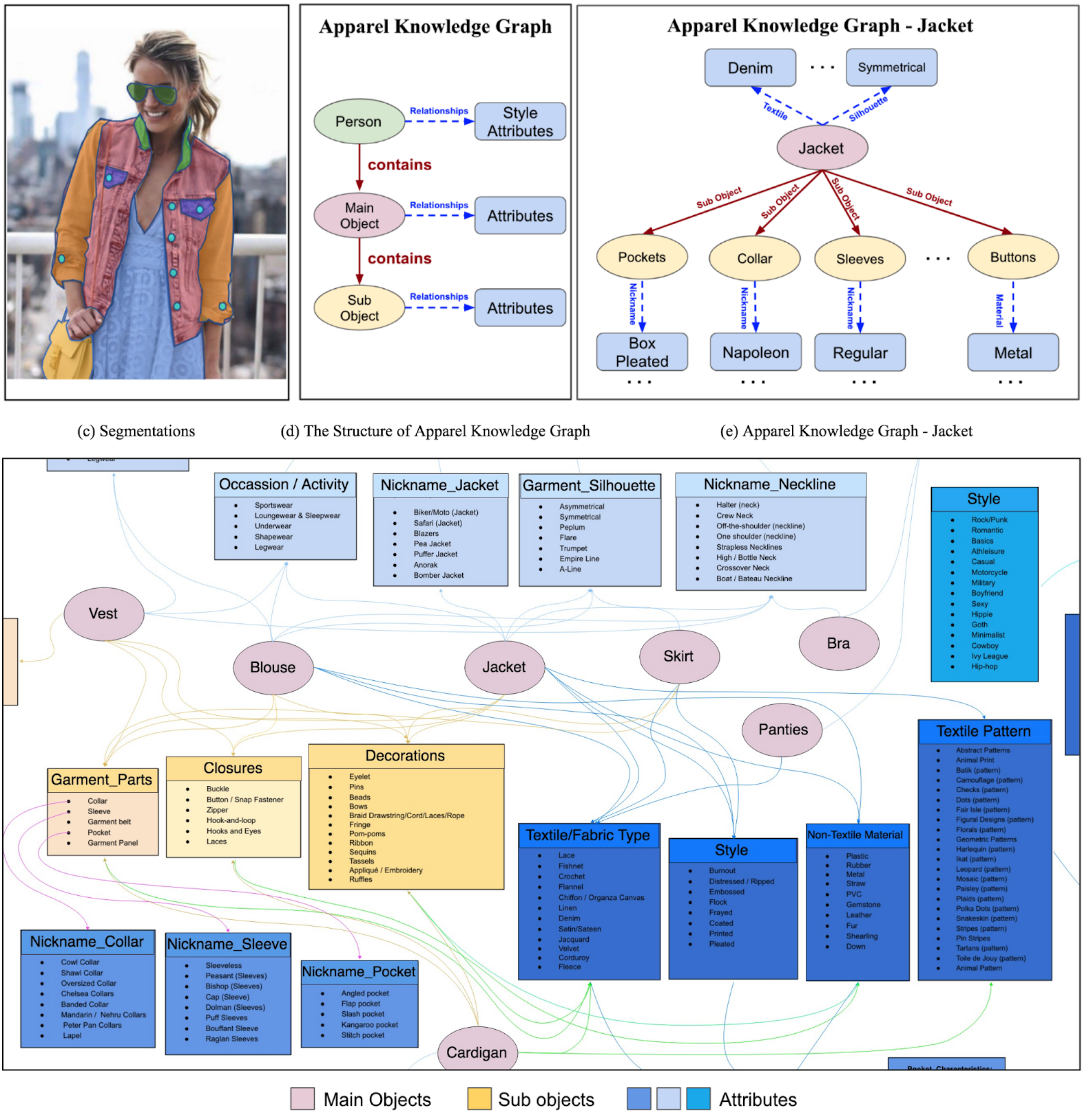 Apparel Knowledge Graph
Person
Relationships
Style
Attributes
contains
Main
Object
Relationships
Attributes
contains
Sub
Object
Relationships
Attributes
Apparel Knowledge Graph - Jacket
Denim
• • •
Symmetrical
Textile
Silhouette
Jacket
Sub Object
Sub Object
Sub Object
Sub Object
Pockets
Collar
Sleeves
• • •
Buttons
Nickname
Nickname
Nickname
Material
Box
Pleated
Napoleon
Regular
Metal
• • •
• • •
• • •
• • •
(c) Segmentations
(d) The Structure of Apparel Knowledge Graph
(e) Apparel Knowledge Graph - Jacket
Legwear
Occassion / Activity
Sportswear
Loungewear & Sleepwear
Underwear
Shapewear
Legwear
Nickname_Jacket
Biker/Moto (Jacket)
Safari (Jacket)
Blazers
Pea Jacket
Puffer Jacket
Anorak
Bomber Jacket
Garment_Silhouette
Asymmetrical
Symmetrical
Peplum
Flare
Trumpet
Empire Line
A-Line
Nickname_Neckline
Halter (neck)
Crew Neck
Off-the-shoulder (neckline)
One shoulder (neckline)
Strapless Necklines
High / Bottle Neck
Crossover Neck
Boat / Bateau Neckline
Style
Rock/Punk
Romantic
Basics
Athleisure
Casual
Motorcycle
Military
Boyfriend
Sexy
Hippie
Goth
Minimalist
Cowboy
Ivy League
Hip-hop
Vest
Blouse
Jacket
Skirt
Bra
Panties
Garment_Parts
Collar
Sleeve
Garment belt
Pocket
Garment Panel
Closures
Buckle
Button / Snap Fastener
Zipper
Hook-and-loop
Hooks and Eyes
Laces
Decorations
Eyelet
Pins
Beads
Bows
Braid Drawstring/Cord/Laces/Rope
Fringe
Pom-poms
Ribbon
Sequins
Tassels
Appliqué / Embroidery
Ruffles
Textile/Fabric Type
Lace
Fishnet
Crochet
Flannel
Chiffon / Organza Canvas
Linen
Denim
Satin/Sateen
Jacquard
Velvet
Corduroy
Fleece
Style
Burnout
Distressed / Ripped
Embossed
Flock
Frayed
Coated
Printed
Pleated
Non-Textile Material
Plastic
Rubber
Metal
Straw
PVC
Gemstone
Leather
Fur
Shearling
Down
Textile Pattern
Abstract Patterns
Animal Print
Batik (pattern)
Camouflage (pattern)
Checks (pattern)
Dots (pattern)
Fair Isle (pattern)
Figural Designs (pattern)
Florals (pattern)
Geometric Patterns
Harlequin (pattern)
Ikat (pattern)
Leopard (pattern)
Mosaic (pattern)
Paisley (pattern)
Plaids (pattern)
Polka Dots (pattern)
Snakeskin (pattern)
Stripes (pattern)
Pin Stripes
Tartans (pattern)
Toile de Jouy (pattern)
Animal Pattern
Nickname_Collar
Cowl Collar
Shawl Collar
Oversized Collar
Chelsea Collars
Banded Collar
Mandarin / Nehru Collars
Peter Pan Collars
Lapel
Nickname_Sleeve
Sleeveless
Peasant (Sleeves)
Bishop (Sleeves)
Cap (Sleeve)
Dolman (Sleeves)
Puff Sleeves
Bouffant Sleeve
Raglan Sleeves
Nickname_Pocket
Angled pocket
Flap pocket
Slash pocket
Kangaroo pocket
Stitch pocket
Cardigan
Pocket Characteristics:
Main Objects
Sub objects
Attributes